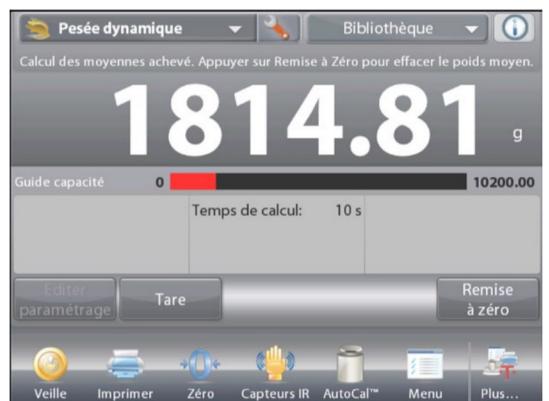 Pesée dynamique
Bibliothèque
Calcul des moyennes achevé. Appuyer sur Remise à Zéro pour effacer le poids moyen.
1814.81 g
Guide capacité 0 10200.00
Temps de calcul: 10 s
Editer
paramétrage
Tare
Remise
à zéro
Veille Imprimer Zéro Capteurs IR AutoCal™ Menu Plus...